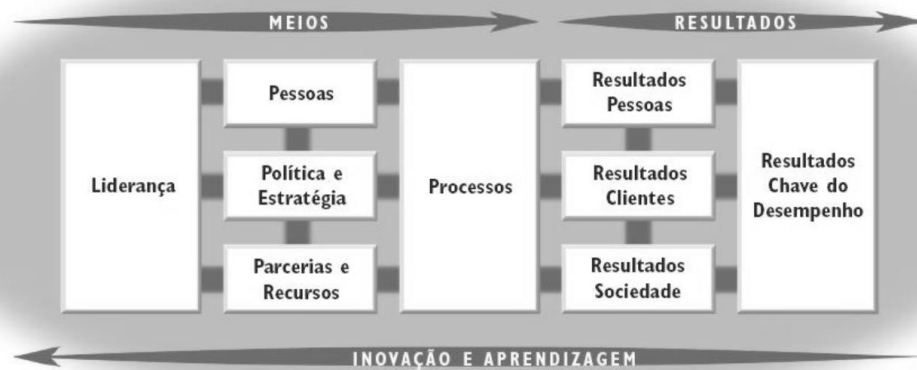 MEIOS
RESULTADOS
Liderança
Pessoas
Política e
Estratégia
Parcerias e
Recursos
Processos
Resultados
Pessoas
Resultados
Clientes
Resultados
Sociedade
Resultados
Chave do
Desempenho
INOVAÇÃO E APRENDIZAGEM